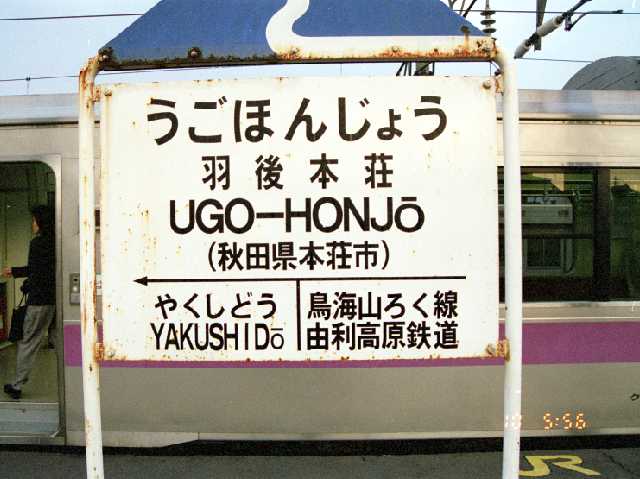 うごほんじょう
羽後本荘
UGO-HONJŌ
(秋田県本荘市)
やくしどう
YAKUSHIDŌ
鳥海山ろく線
由利高原鉄道
10 5:56